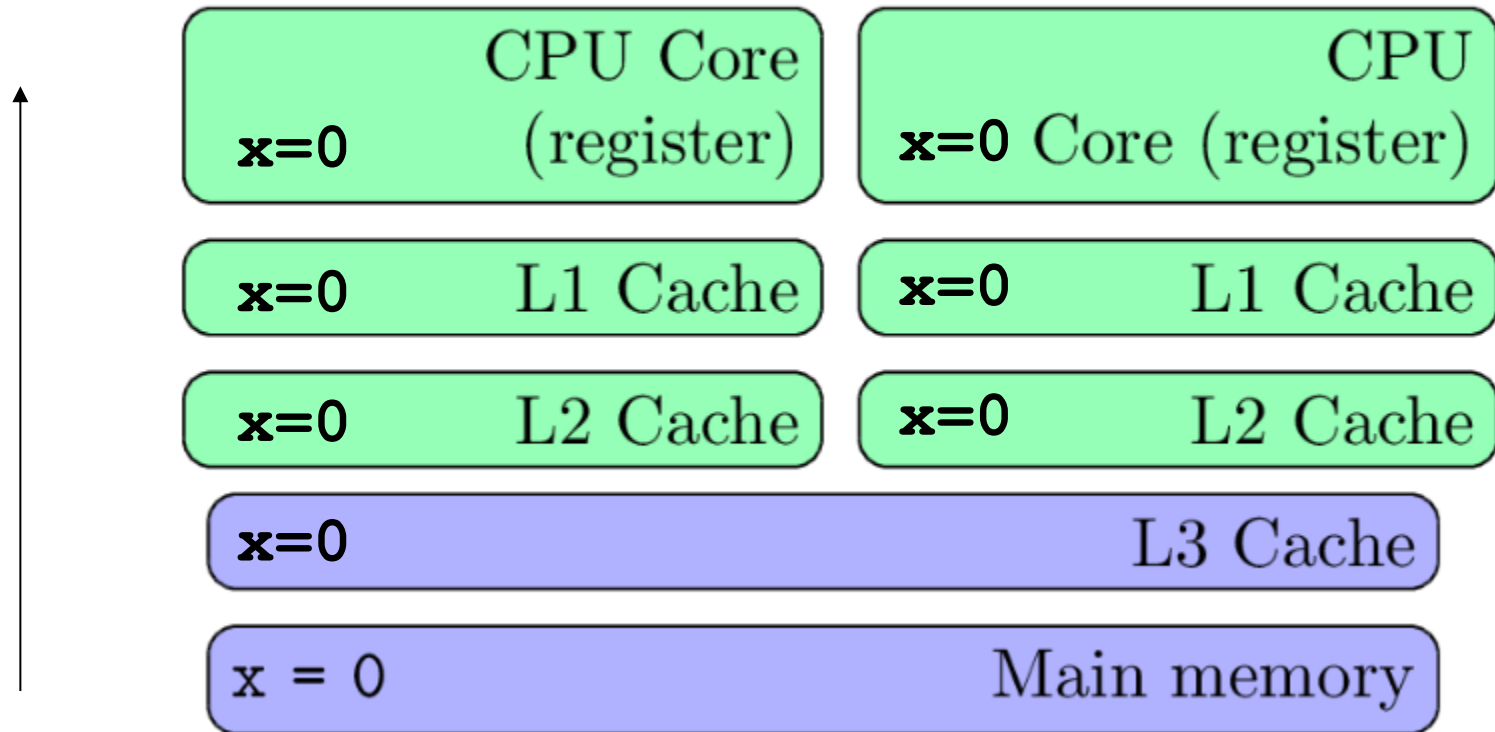 CPU Core
x=0 (register)
CPU
x=0 Core (register)
x=0 L1 Cache
x=0 L1 Cache
x=0 L2 Cache
x=0 L2 Cache
x=0 L3 Cache
x = 0 Main memory